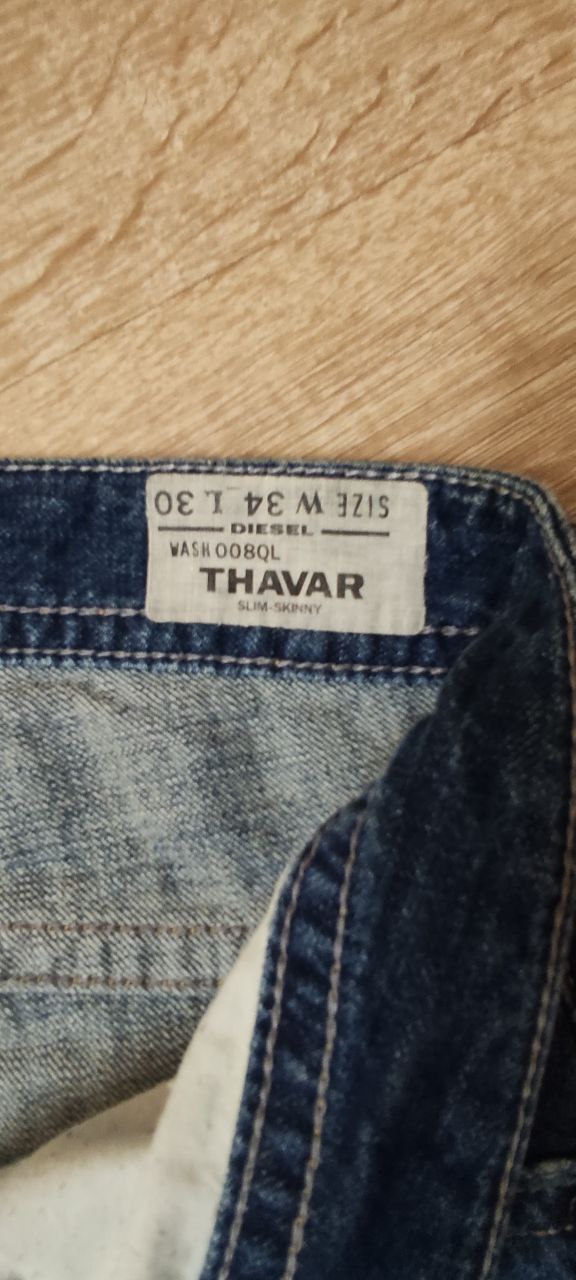 SIZE W 34 L 30
DIESEL
WASH 008QL
THAVAR
SLIM-SKINNY